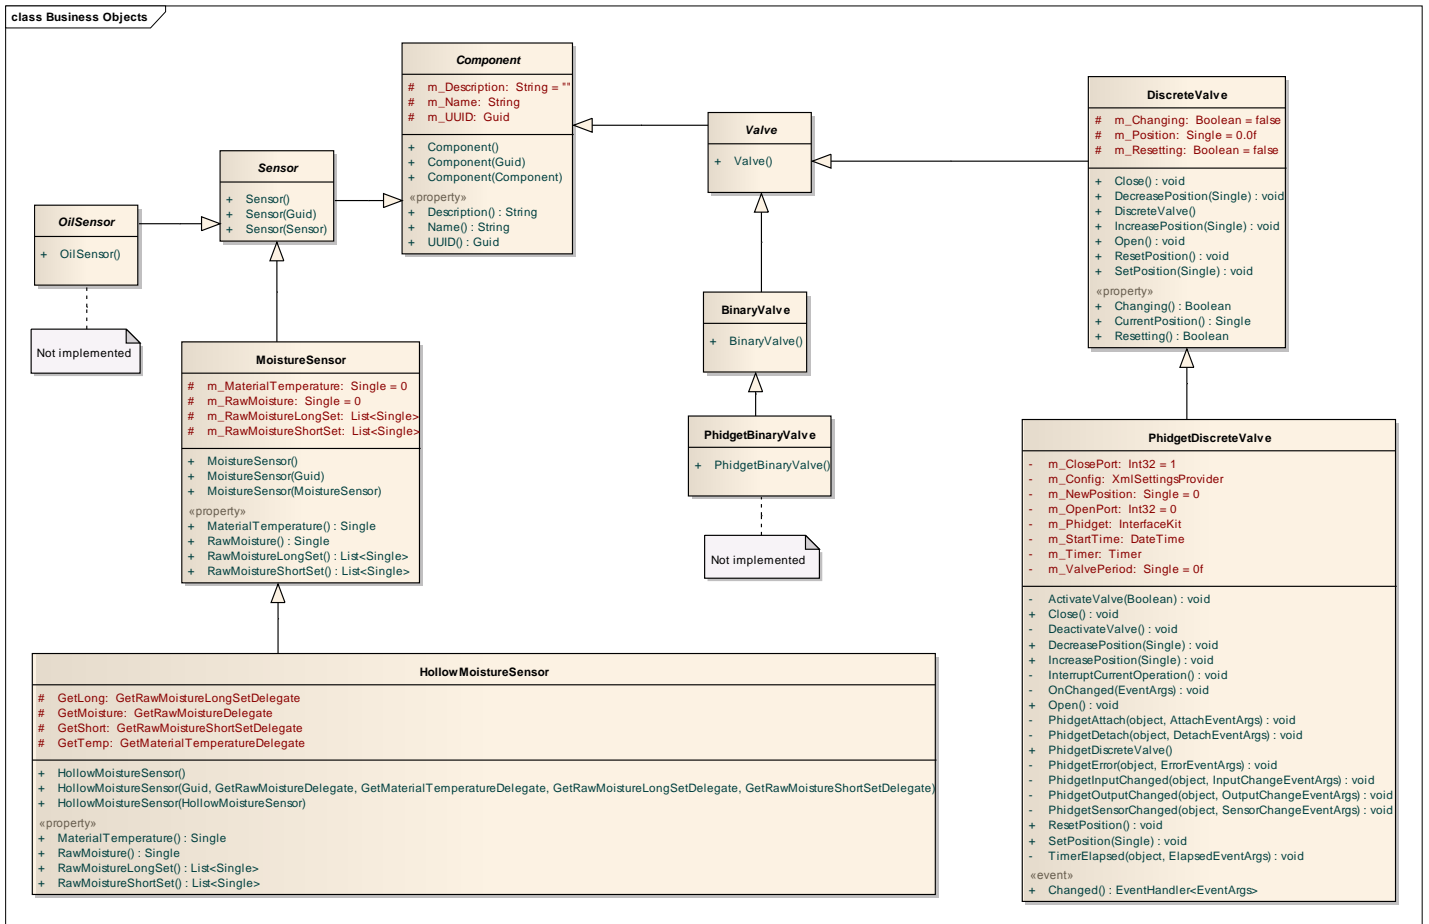 class Business Objects
Component
# m_Description: String = ""
# m_Name: String
# m_UUID: Guid
+ Component()
+ Component(Guid)
+ Component(Component)
«property»
+ Description() : String
+ Name() : String
+ UUID() : Guid
Sensor
+ Sensor()
+ Sensor(Guid)
+ Sensor(Sensor)
OilSensor
+ OilSensor()
Not implemented
Valve
+ Valve()
DiscreteValve
# m_Changing: Boolean = false
# m_Position: Single = 0.0f
# m_Resetting: Boolean = false
+ Close() : void
+ DecreasePosition(Single) : void
+ DiscreteValve()
+ IncreasePosition(Single) : void
+ Open() : void
+ ResetPosition() : void
+ SetPosition(Single) : void
«property»
+ Changing() : Boolean
+ CurrentPosition() : Single
+ Resetting() : Boolean
BinaryValve
+ BinaryValve()
PhidgetBinaryValve
+ PhidgetBinaryValve()
Not implemented
MoistureSensor
# m_MaterialTemperature: Single = 0
# m_RawMoisture: Single = 0
# m_RawMoistureLongSet: List<Single>
# m_RawMoistureShortSet: List<Single>
+ MoistureSensor()
+ MoistureSensor(Guid)
+ MoistureSensor(MoistureSensor)
«property»
+ MaterialTemperature() : Single
+ RawMoisture() : Single
+ RawMoistureLongSet() : List<Single>
+ RawMoistureShortSet() : List<Single>
PhidgetDiscreteValve
- m_ClosePort: Int32 = 1
- m_Config: XmlSettingsProvider
- m_NewPosition: Single = 0
- m_OpenPort: Int32 = 0
- m_Phidget: InterfaceKit
- m_StartTime: DateTime
- m_Timer: Timer
- m_ValvePeriod: Single = 0f
- ActivateValve(Boolean) : void
+ Close() : void
- DeactivateValve() : void
+ DecreasePosition(Single) : void
+ IncreasePosition(Single) : void
- InterruptCurrentOperation() : void
- OnChanged(EventArgs) : void
+ Open() : void
- PhidgetAttach(object, AttachEventArgs) : void
- PhidgetDetach(object, DetachEventArgs) : void
+ PhidgetDiscreteValve()
- PhidgetError(object, ErrorEventArgs) : void
- PhidgetInputChanged(object, InputChangeEventArgs) : void
- PhidgetOutputChanged(object, OutputChangeEventArgs) : void
- PhidgetSensorChanged(object, SensorChangeEventArgs) : void
+ ResetPosition() : void
+ SetPosition(Single) : void
- TimerElapsed(object, ElapsedEventArgs) : void
«event»
+ Changed() : EventHandler<EventArgs>
HollowMoistureSensor
# GetLong: GetRawMoistureLongSetDelegate
# GetMoisture: GetRawMoistureDelegate
# GetShort: GetRawMoistureShortSetDelegate
# GetTemp: GetMaterialTemperatureDelegate
+ HollowMoistureSensor()
+ HollowMoistureSensor(Guid, GetRawMoistureDelegate, GetMaterialTemperatureDelegate, GetRawMoistureLongSetDelegate, GetRawMoistureShortSetDelegate)
+ HollowMoistureSensor(HollowMoistureSensor)
«property»
+ MaterialTemperature() : Single
+ RawMoisture() : Single
+ RawMoistureLongSet() : List<Single>
+ RawMoistureShortSet() : List<Single>